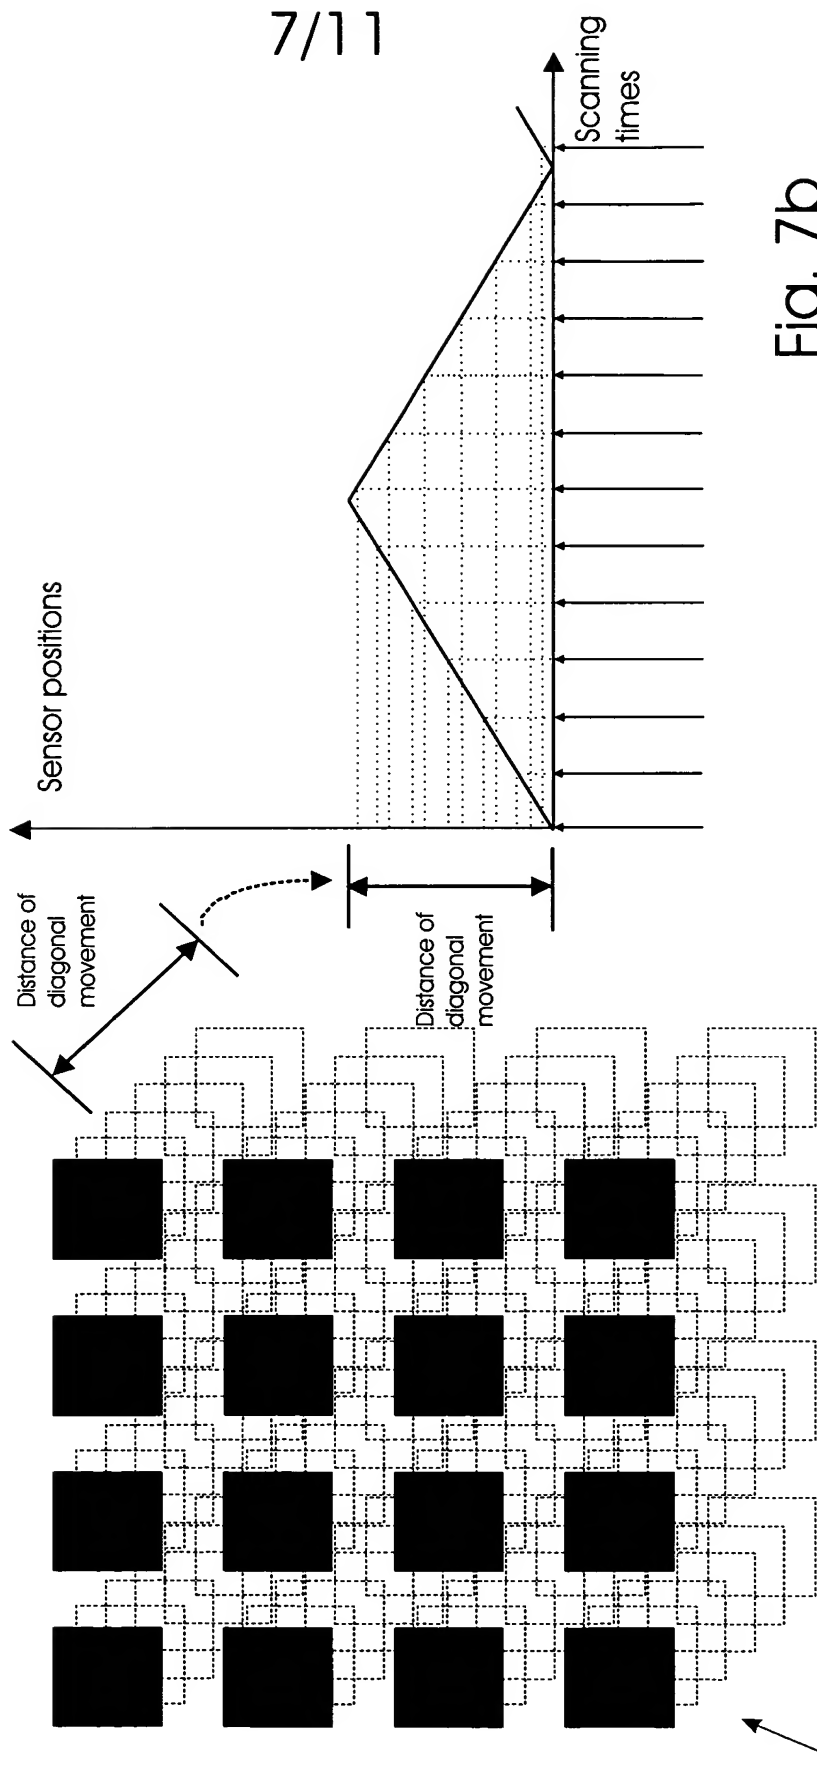 7/11
Sensor positions
Scanning
times
Distance of
diagonal
movement
Distance of
diagonal
movement
Fig. 7b